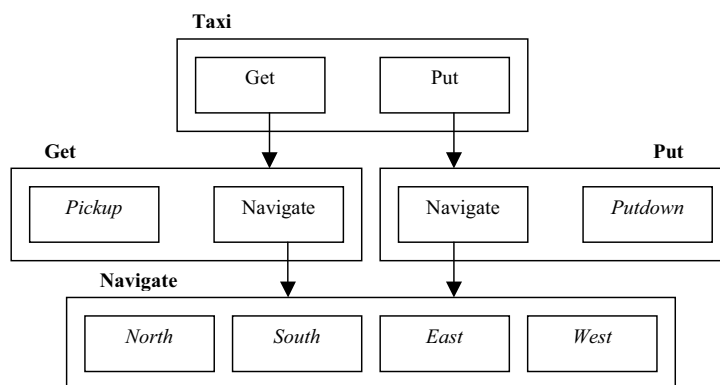 Taxi
Get Put
Get Put
Pickup Navigate Navigate Putdown
Navigate
North South East West